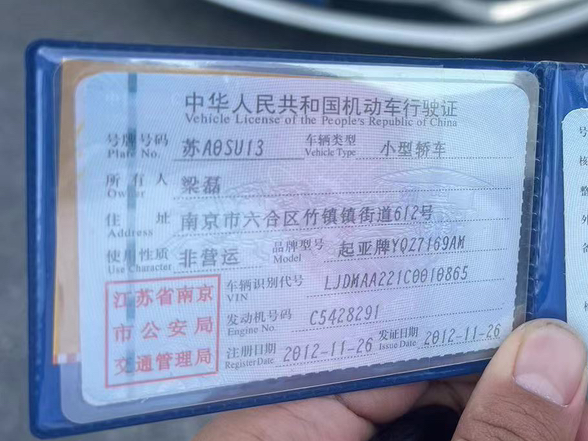 中华人民共和国机动车行驶证
Vehicle License of the People's Republic of China
号牌号码 苏A0SU13 车辆类型 小型轿车
Plate No. Vehicle Type
所有人 梁磊
Owner
住址 南京市六合区竹镇镇街道612号
Address
使用性质 非营运 品牌型号 起亚牌YQZ7169AM
Use Character Model
车辆识别代号 LJDMAA221C0010865
VIN
发动机号码 C5428291
Engine No.
注册日期 2012-11-26 发证日期 2012-11-26
Register Date Issue Date
江苏省南京
市公安局
交通管理局
号
核
整
外
备